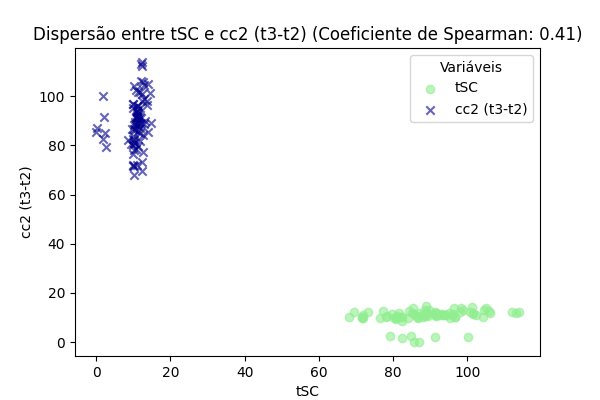 Dispersão entre tSC e cc2 (t3-t2) (Coeficiente de Spearman: 0.41)
Variáveis
tSC
cc2 (t3-t2)
cc2 (t3-t2)
100
80
60
40
20
0
0 20 40 60 80 100
tSC